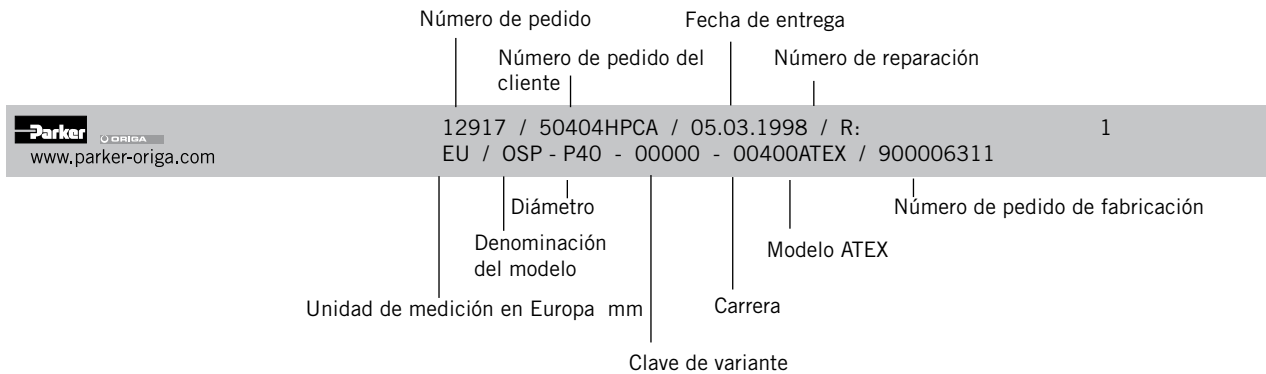 Número de pedido
Fecha de entrega
Número de pedido del
cliente
Número de reparación
Parker
ORIGA
www.parker-origa.com
12917 / 50404HPCA / 05.03.1998 / R: 1
EU / OSP - P40 - 00000 - 00400ATEX / 900006311
Diámetro
Número de pedido de fabricación
Denominación
del modelo
Modelo ATEX
Unidad de medición en Europa mm
Carrera
Clave de variante